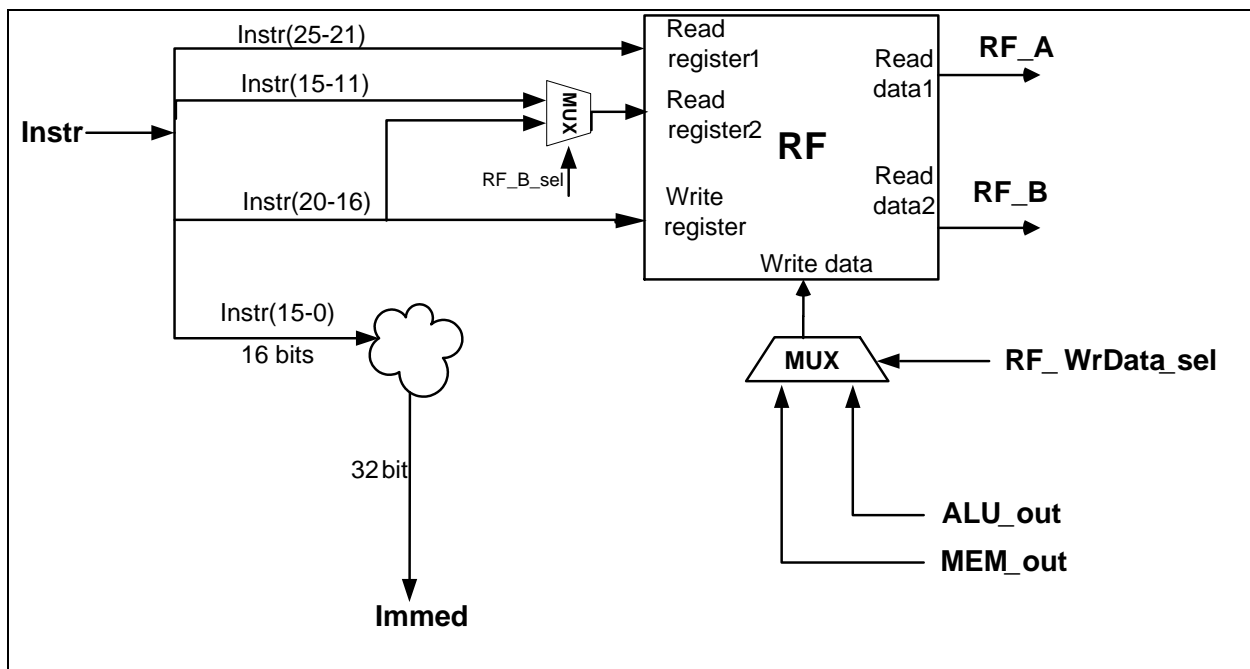 Instr(25-21)
Instr(15-11)
Instr
MUX
RF_B_sel
Instr(20-16)
Read
register1
Read
register2
RF
Write
register
Read
data1
Read
data2
Write data
RF_A
RF_B
Instr(15-0)
16 bits
MUX
RF_ WrData_sel
32 bit
ALU_out
MEM_out
Immed